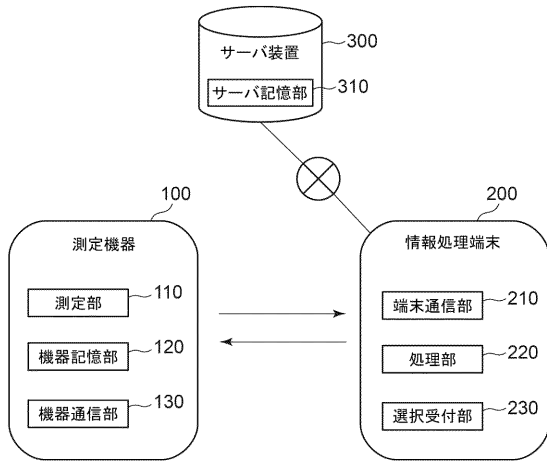 サーバ装置
300
サーバ記憶部
310
100
測定機器
測定部
110
機器記憶部
120
機器通信部
130
200
情報処理端末
端末通信部
210
処理部
220
選択受付部
230